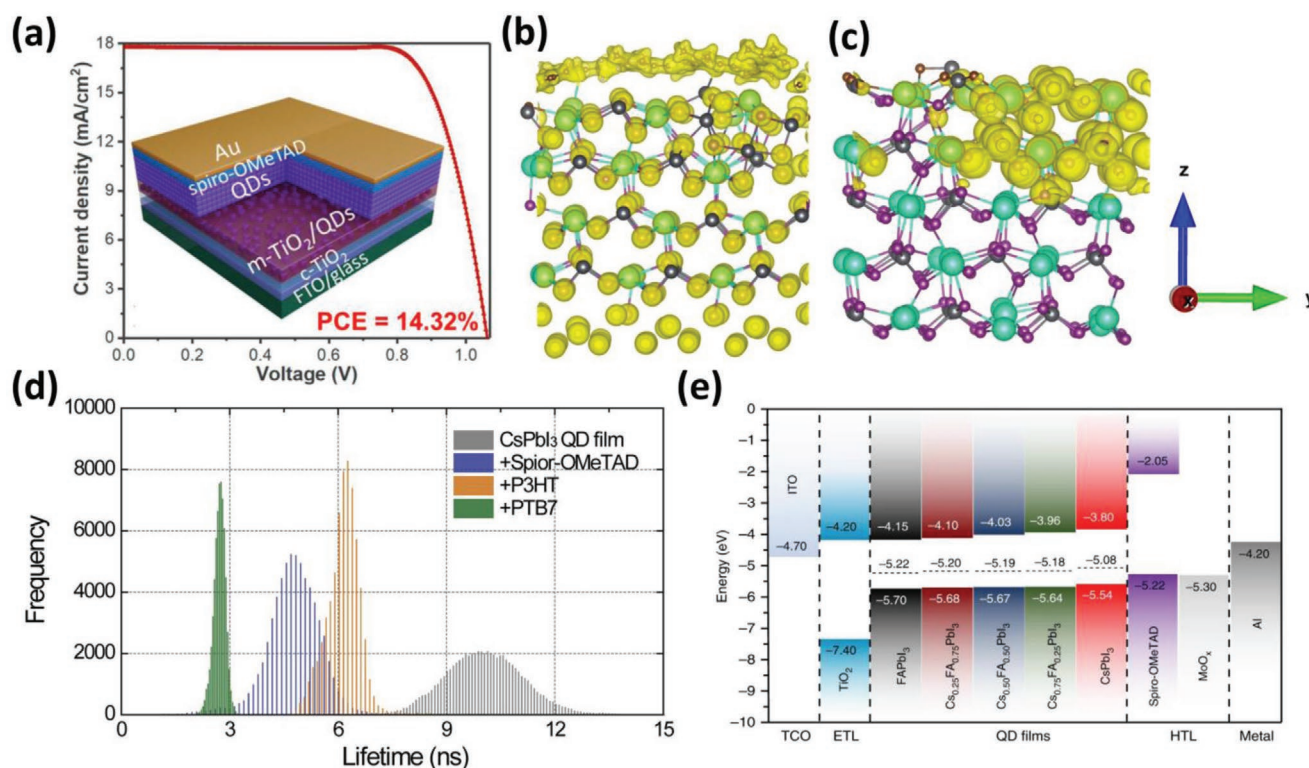 (a)
18
15
12
9
6
3
0
Current density (mA/cm²)
Au
spiro-OMeTAD
QDs
m-TiO₂/QDs
c-TiO₂
FTO/glass
PCE = 14.32%
0.0 0.2 0.4 0.6 0.8 1.0
Voltage (V)
(b)
(c)
z
x
y
(d)
10000
8000
6000
4000
2000
0
Frequency
CsPbI₃ QD film
+Spior-OMeTAD
+P3HT
+PTB7
0 3 6 9 12 15
Lifetime (ns)
(e)
0
−1
−2
−3
−4
−5
−6
−7
−8
−9
−10
Energy (eV)
ITO
−4.70
−4.20
−7.40
TiO₂
−4.15 −4.10 −4.03 −3.96 −3.80
−5.22 −5.20 −5.19 −5.18 −5.08
−5.70 −5.68 −5.67 −5.64 −5.54
FAPbI₃
Cs₀.₂₅FA₀.₇₅PbI₃
Cs₀.₅₀FA₀.₅₀PbI₃
Cs₀.₇₅FA₀.₂₅PbI₃
CsPbI₃
−2.05
−5.22
Spiro-OMeTAD
−5.30
MoOₓ
−4.20
Al
TCO ETL QD films HTL Metal